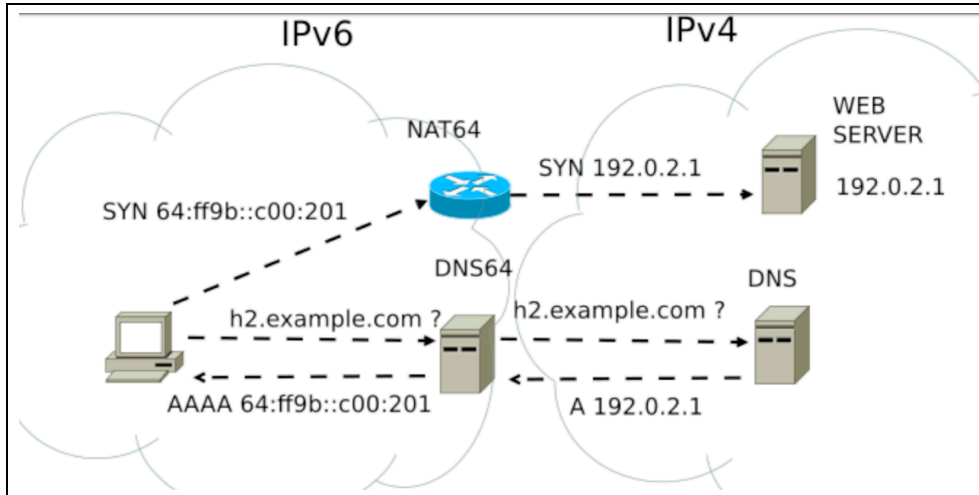 IPv6
IPv4
NAT64
WEB
SERVER
SYN 192.0.2.1
192.0.2.1
SYN 64:ff9b::c00:201
DNS64
DNS
h2.example.com ?
h2.example.com ?
AAAA 64:ff9b::c00:201
A 192.0.2.1